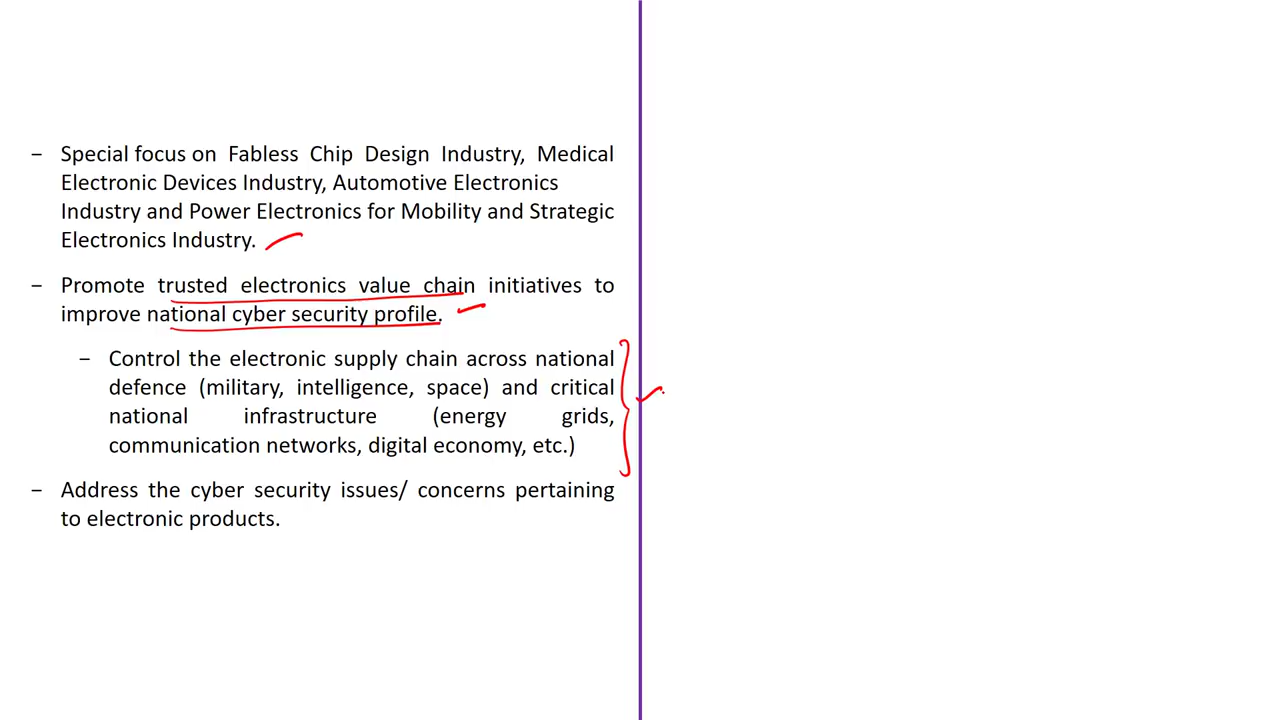 – Special focus on Fabless Chip Design Industry, Medical
Electronic Devices Industry, Automotive Electronics
Industry and Power Electronics for Mobility and Strategic
Electronics Industry.
– Promote trusted electronics value chain initiatives to
improve national cyber security profile.
– Control the electronic supply chain across national
defence (military, intelligence, space) and critical
national infrastructure (energy grids,
communication networks, digital economy, etc.)
– Address the cyber security issues/ concerns pertaining
to electronic products.